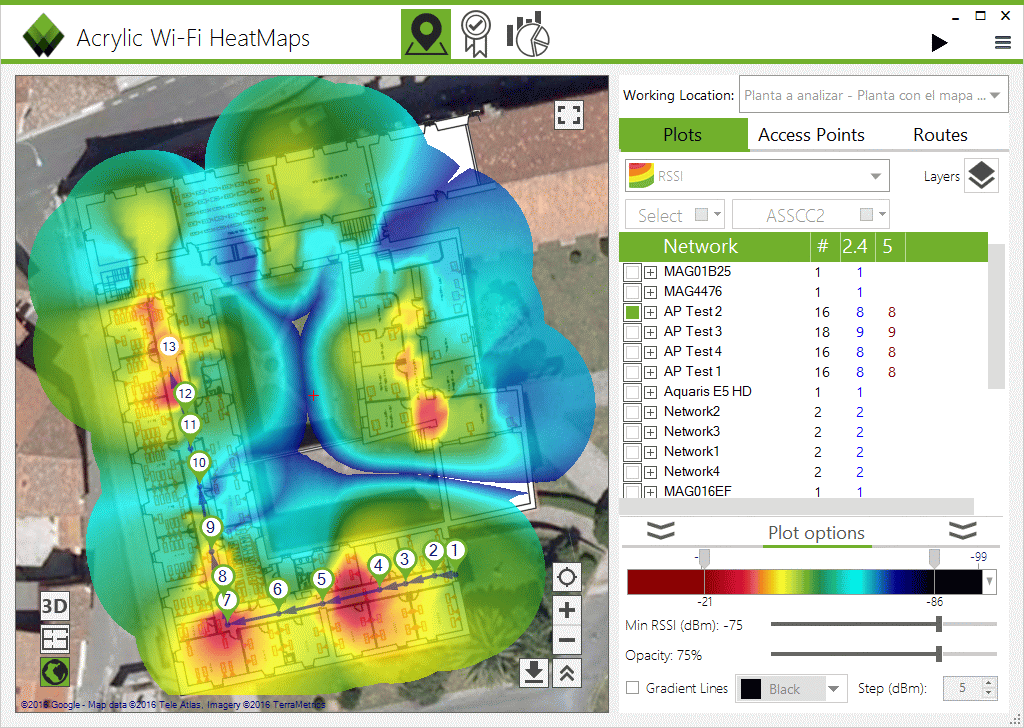 Acrylic Wi-Fi HeatMaps
Working Location: Planta a analizar - Planta con el mapa ...
Plots Access Points Routes
RSSI Layers
Select ASSCC2
Network # 2.4 5
MAG01B25 1 1
MAG4476 1 1
AP Test 2 16 8 8
AP Test 3 18 9 9
AP Test 4 16 8 8
AP Test 1 16 8 8
Aquaris E5 HD 1 1
Network2 2 2
Network3 2 2
Network1 2 2
Network4 2 2
MAG016EF 1 1
Plot options
-99
-21 -86
Min RSSI (dBm): -75
Opacity: 75%
Gradient Lines Black Step (dBm): 5
13
12
11
10
9
8
7
6
5
4
3
2
1
3D
©2016 Google - Map data ©2016 Tele Atlas, Imagery ©2016 TerraMetrics